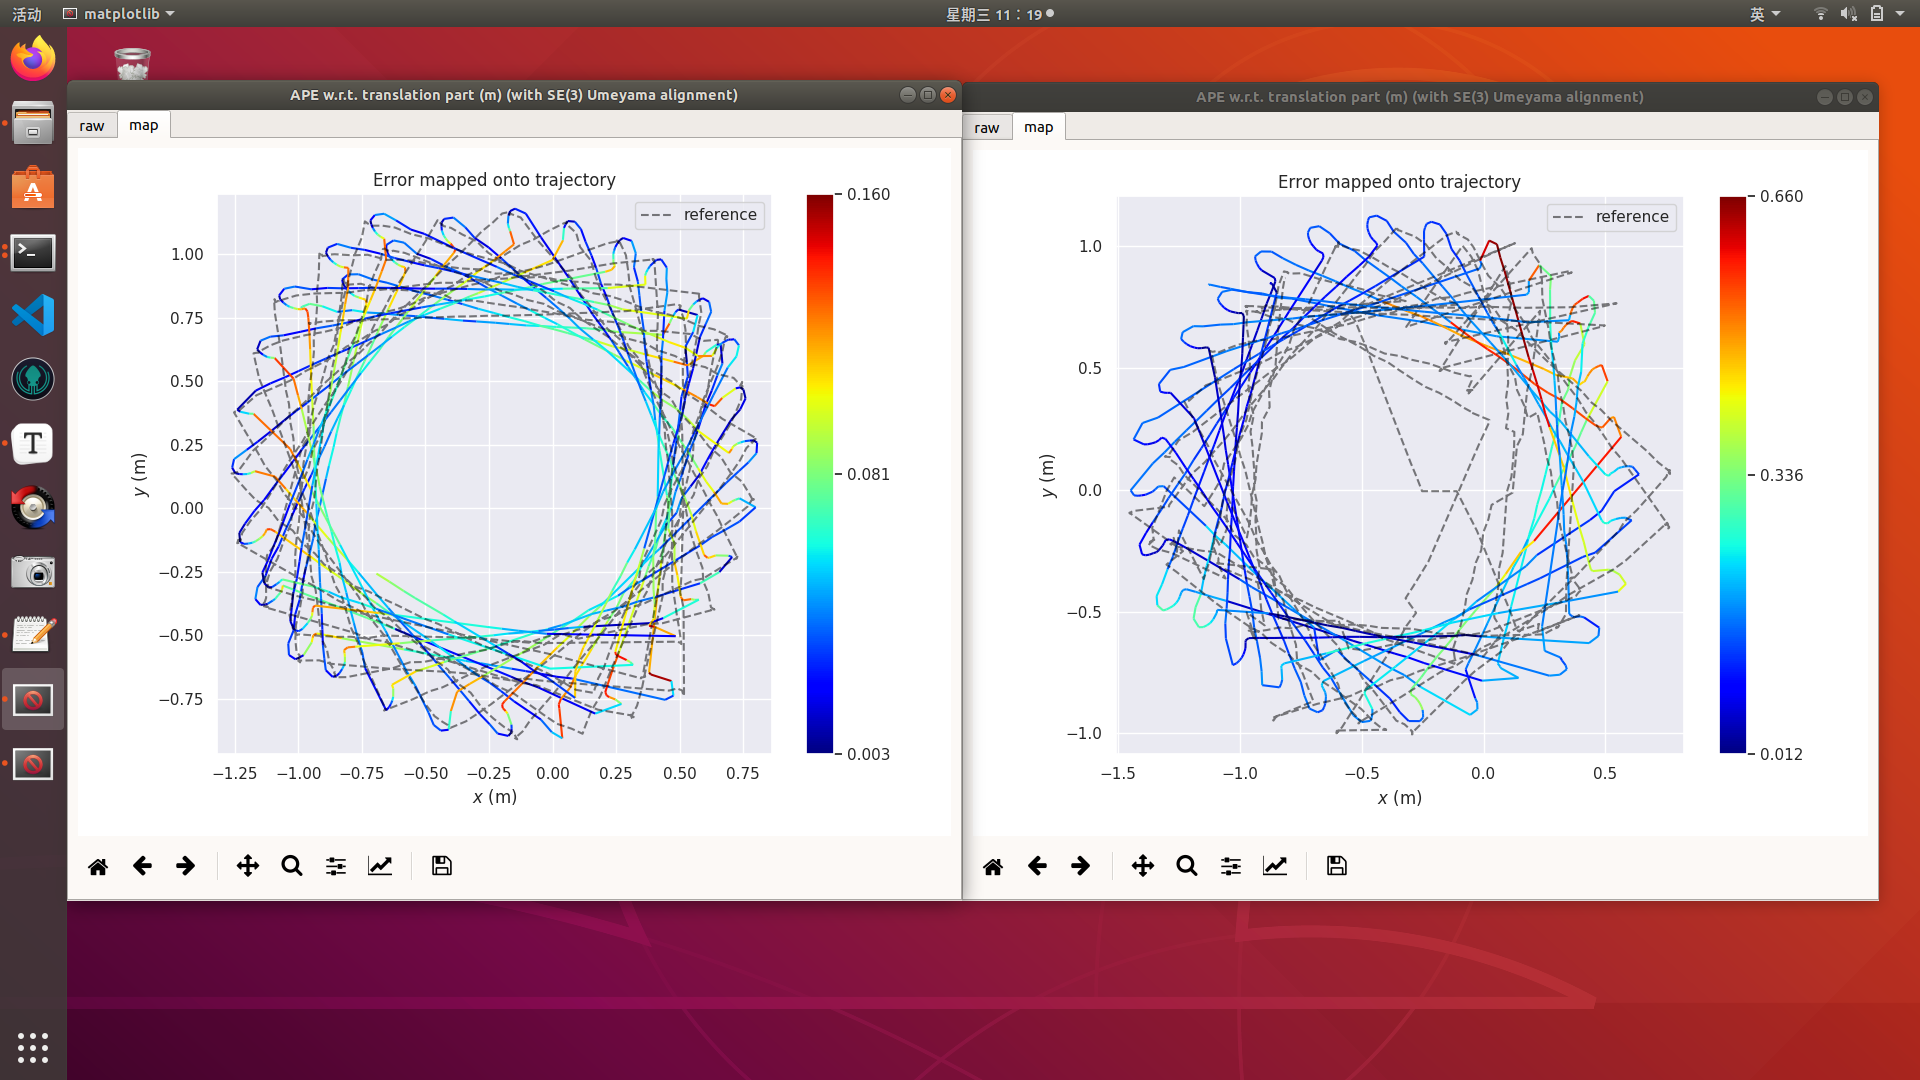 活动
matplotlib
星期三 11：19
英
APE w.r.t. translation part (m) (with SE(3) Umeyama alignment)
raw
map
Error mapped onto trajectory
reference
1.00
0.75
0.50
0.25
0.00
−0.25
−0.50
−0.75
y (m)
−1.25
−1.00
−0.75
−0.50
−0.25
0.00
0.25
0.50
0.75
x (m)
0.160
0.081
0.003
APE w.r.t. translation part (m) (with SE(3) Umeyama alignment)
raw
map
Error mapped onto trajectory
reference
1.0
0.5
0.0
−0.5
−1.0
y (m)
−1.5
−1.0
−0.5
0.0
0.5
x (m)
0.660
0.336
0.012
A
>_
T